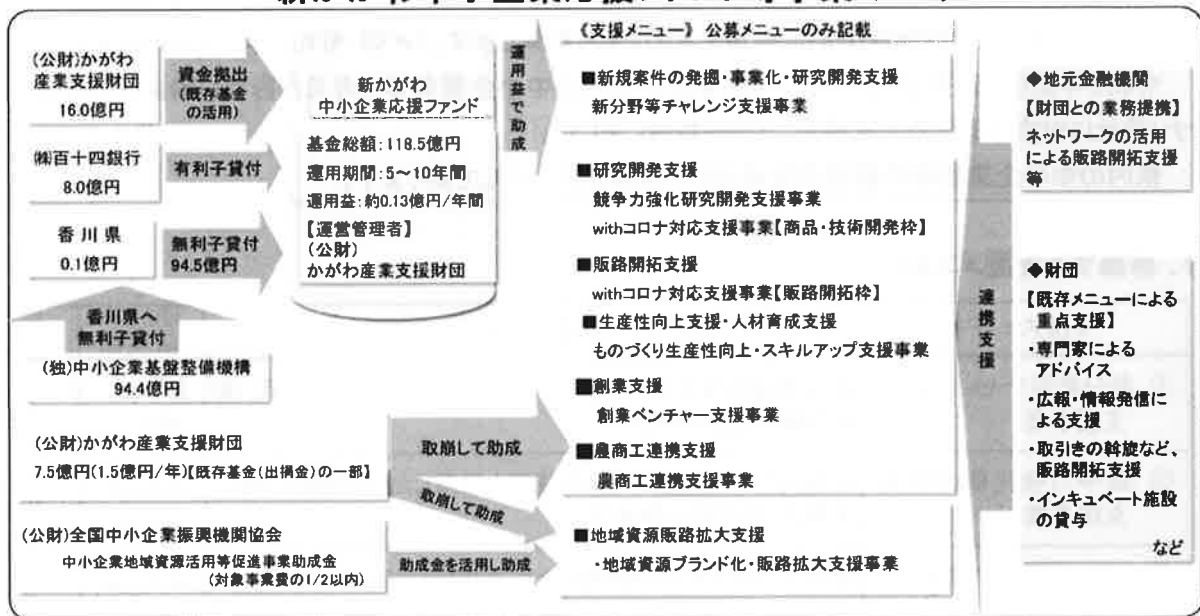 (公財)かがわ
産業支援財団
16.0億円
資金拠出
(既存基金
の活用)
㈱百十四銀行
8.0億円
有利子貸付
香川県
0.1億円
無利子貸付
94.5億円
香川県へ
無利子貸付
(独)中小企業基盤整備機構
94.4億円
新かがわ
中小企業応援ファンド
基金総額:118.5億円
運用期間:5～10年間
運用益:約0.13億円/年間
【運営管理者】
(公財)
かがわ産業支援財団
運用益で助成
(公財)かがわ産業支援財団
7.5億円(1.5億円/年)【既存基金(出捐金)の一部】
取崩して助成
取崩して助成
(公財)全国中小企業振興機関協会
中小企業地域資源活用等促進事業助成金
(対象事業費の1/2以内)
助成金を活用し助成
《支援メニュー》 公募メニューのみ記載
■新規案件の発掘・事業化・研究開発支援
新分野等チャレンジ支援事業
■研究開発支援
競争力強化研究開発支援事業
withコロナ対応支援事業【商品・技術開発枠】
■販路開拓支援
withコロナ対応支援事業【販路開拓枠】
■生産性向上支援・人材育成支援
ものづくり生産性向上・スキルアップ支援事業
■創業支援
創業ベンチャー支援事業
■農商工連携支援
農商工連携支援事業
■地域資源販路拡大支援
・地域資源ブランド化・販路拡大支援事業
連携支援
◆地元金融機関
【財団との業務提携】
ネットワークの活用
による販路開拓支援
等
◆財団
【既存メニューによる
重点支援】
・専門家による
アドバイス
・広報・情報発信に
よる支援
・取引きの斡旋など、
販路開拓支援
・インキュベート施設
の貸与
など